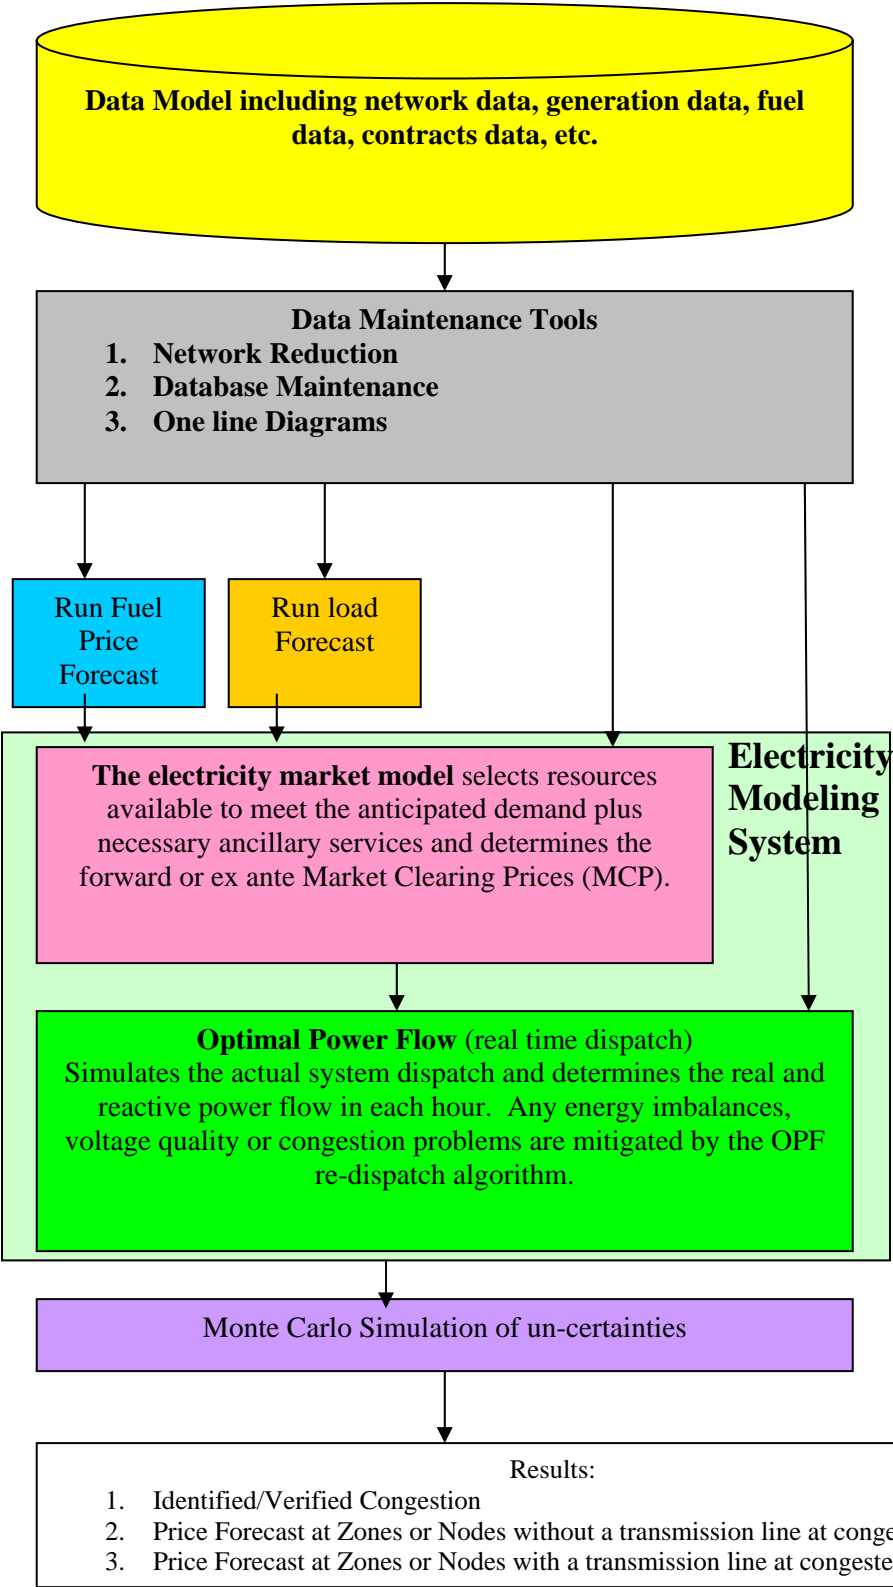 Data Model including network data, generation data, fuel
data, contracts data, etc.
Data Maintenance Tools
1. Network Reduction
2. Database Maintenance
3. One line Diagrams
Run Fuel
Price
Forecast
Run load
Forecast
Electricity
Modeling
System
The electricity market model selects resources
available to meet the anticipated demand plus
necessary ancillary services and determines the
forward or ex ante Market Clearing Prices (MCP).
Optimal Power Flow (real time dispatch)
Simulates the actual system dispatch and determines the real and
reactive power flow in each hour. Any energy imbalances,
voltage quality or congestion problems are mitigated by the OPF
re-dispatch algorithm.
Monte Carlo Simulation of un-certainties
Results:
1. Identified/Verified Congestion
2. Price Forecast at Zones or Nodes without a transmission line at
3. Price Forecast at Zones or Nodes with a transmission line at